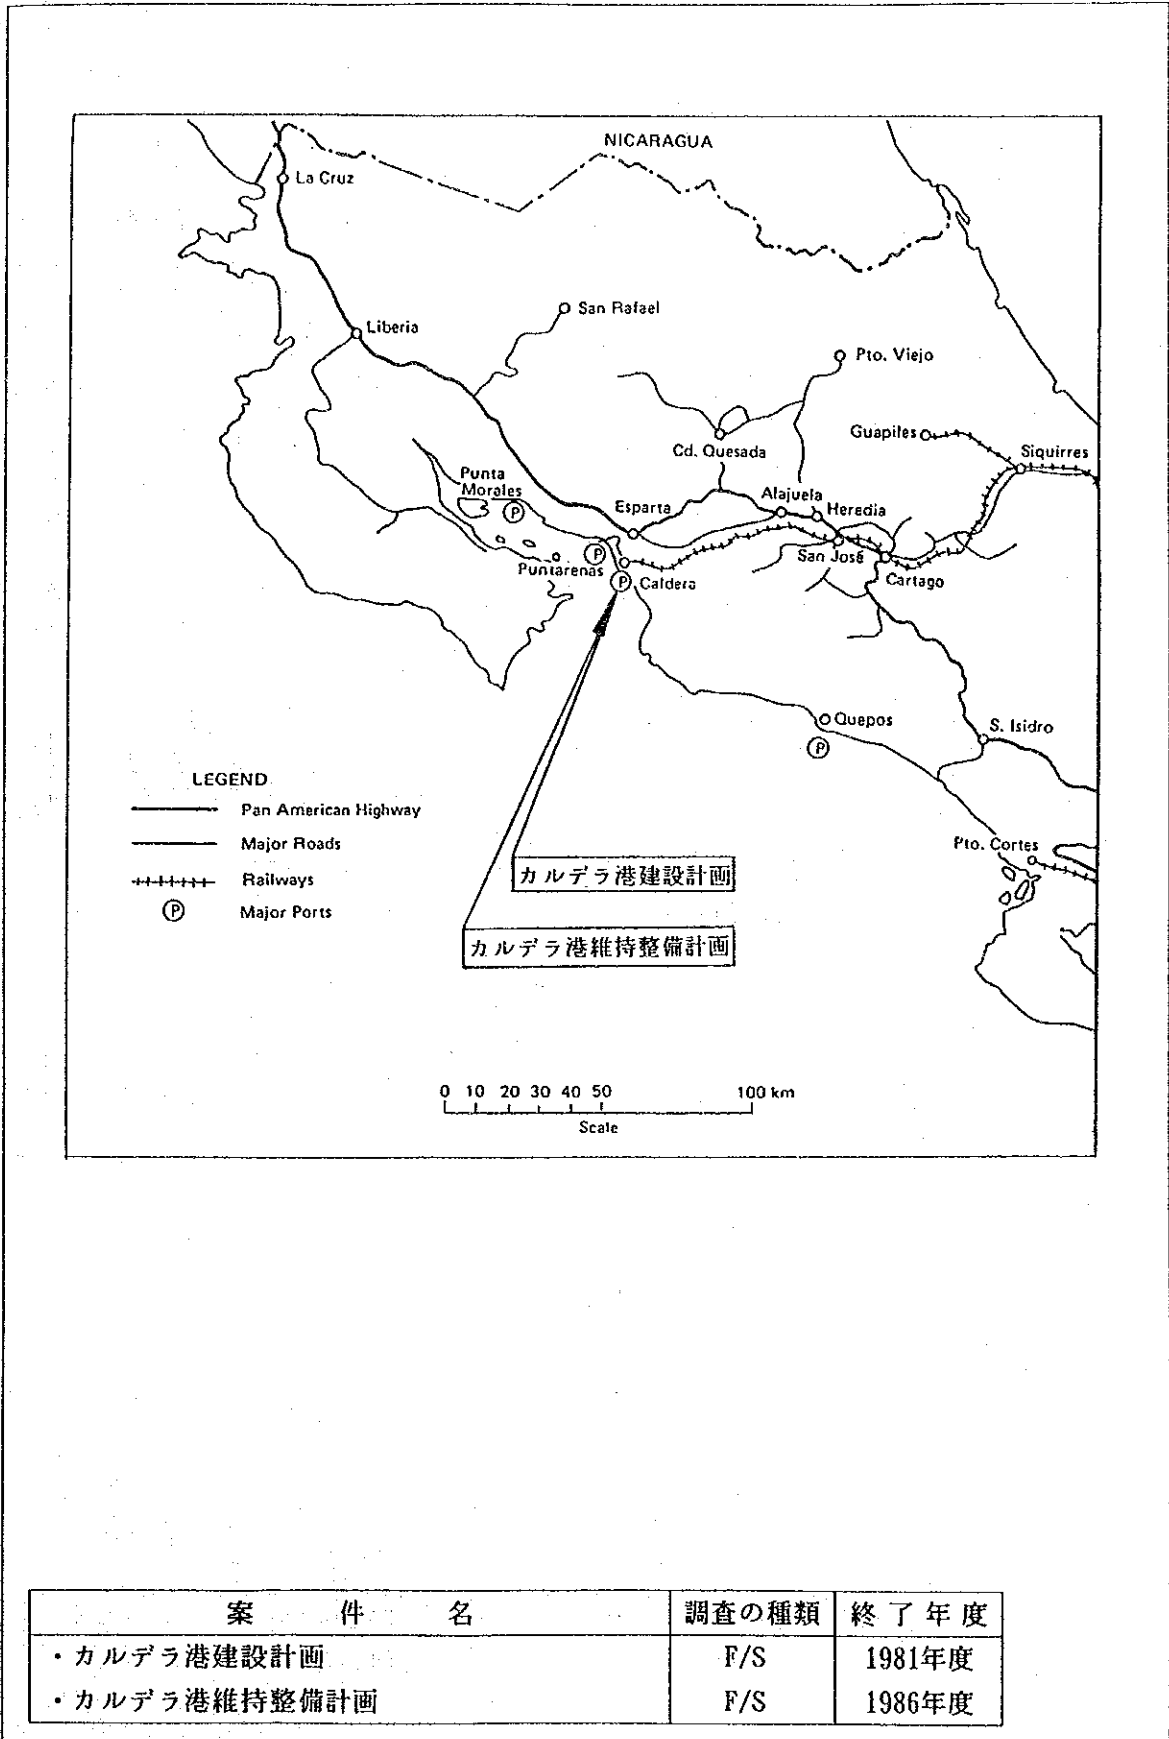 NICARAGUA
La Cruz
San Rafael
Liberia
Pto. Viejo
Guapiles
Siquirres
Cd. Quesada
Punta
Morales
P
Esparta
Alajuela
Heredia
San José
Cartago
P
Puntarenas
P
Caldera
Quepos
P
S. Isidro
Pto. Cortes
LEGEND
Pan American Highway
Major Roads
Railways
P Major Ports
カルデラ港建設計画
カルデラ港維持整備計画
0 10 20 30 40 50 100 km
Scale
案件名 調査の種類 終了年度
・カルデラ港建設計画 F/S 1981年度
・カルデラ港維持整備計画 F/S 1986年度